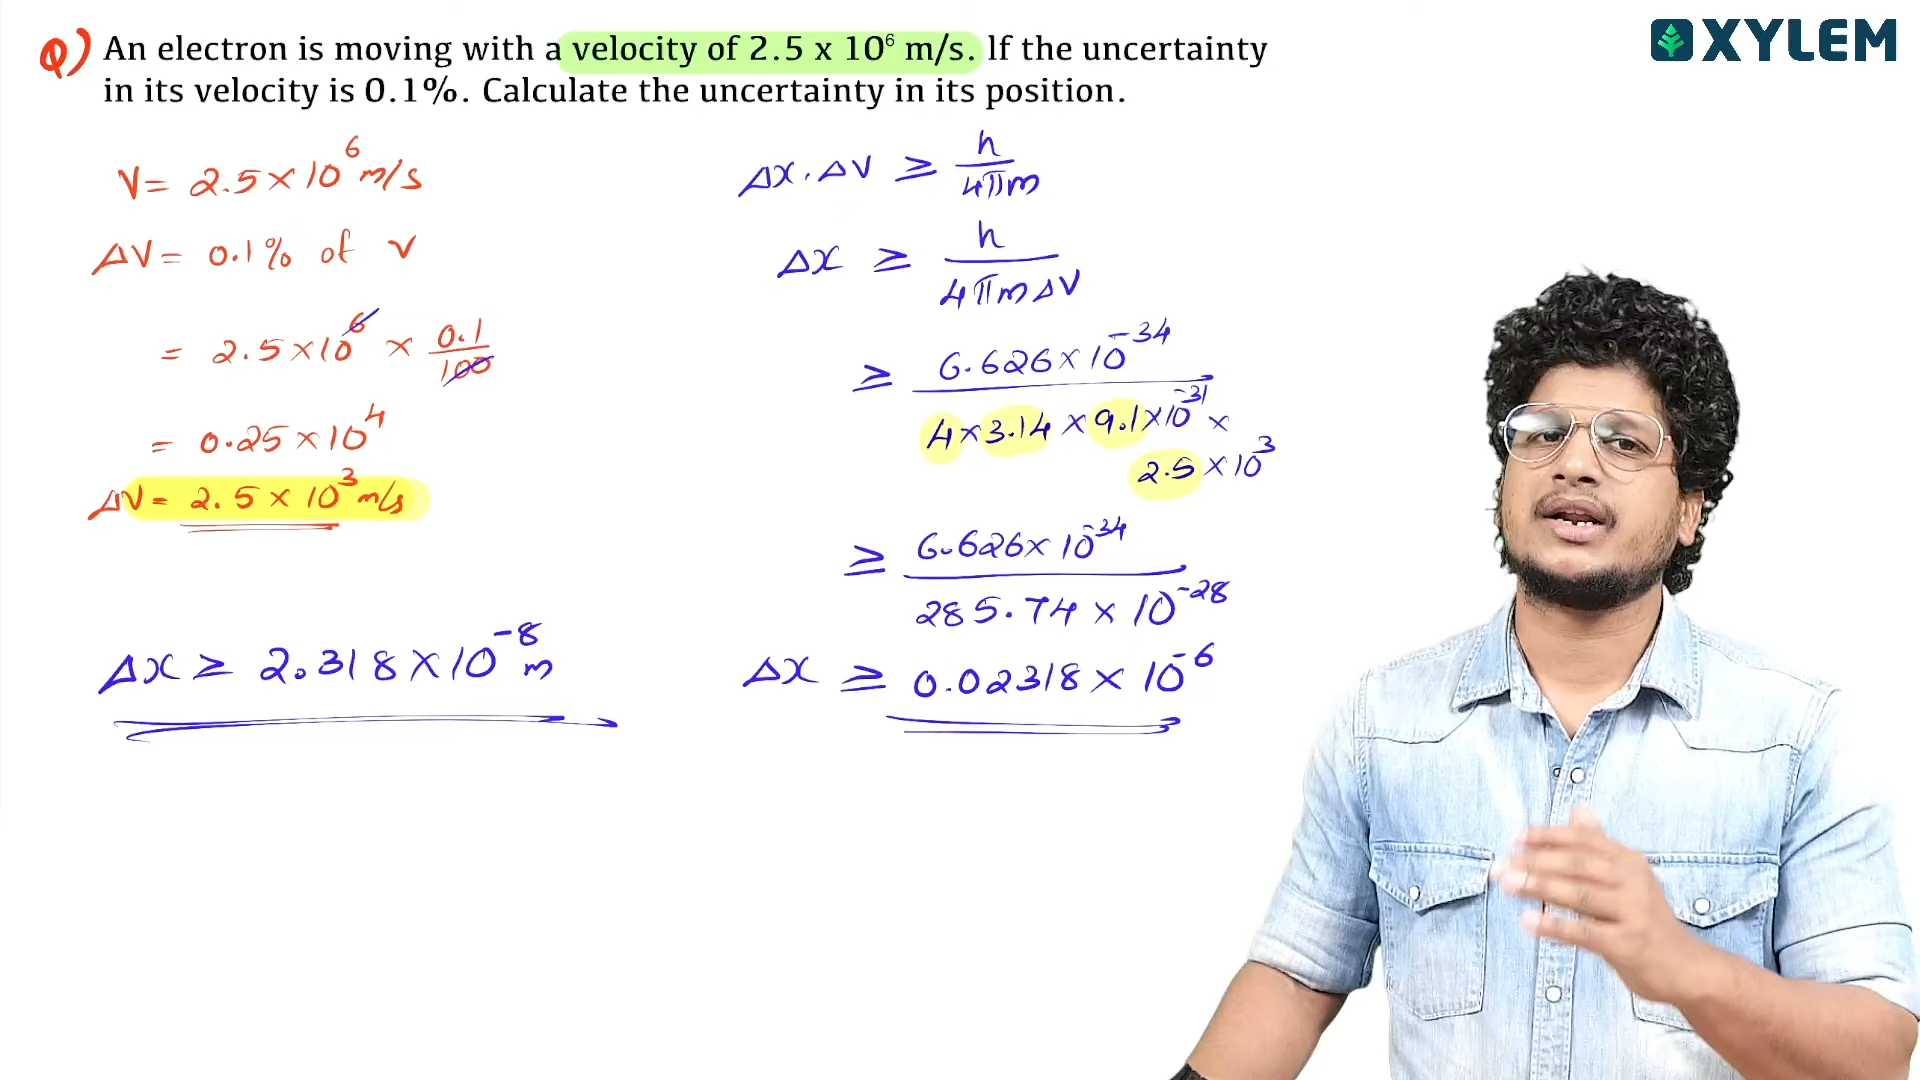 Q) An electron is moving with a velocity of 2.5 x 10⁶ m/s. If the uncertainty
in its velocity is 0.1%. Calculate the uncertainty in its position.
XYLEM
V = 2.5 × 10⁶ m/s
ΔV = 0.1% of V
= 2.5 × 10⁶ × 0.1/100
= 0.25 × 10⁴
ΔV = 2.5 × 10³ m/s
Δx ≥ 2.318 × 10⁻⁸ m
Δx . ΔV ≥ h/4πm
Δx ≥ h/4πmΔV
≥ 6.626 × 10⁻³⁴
4 × 3.14 × 9.1 × 10⁻³¹ ×
2.5 × 10³
≥ 6.626 × 10⁻³⁴
285.74 × 10⁻²⁸
Δx ≥ 0.02318 × 10⁻⁶